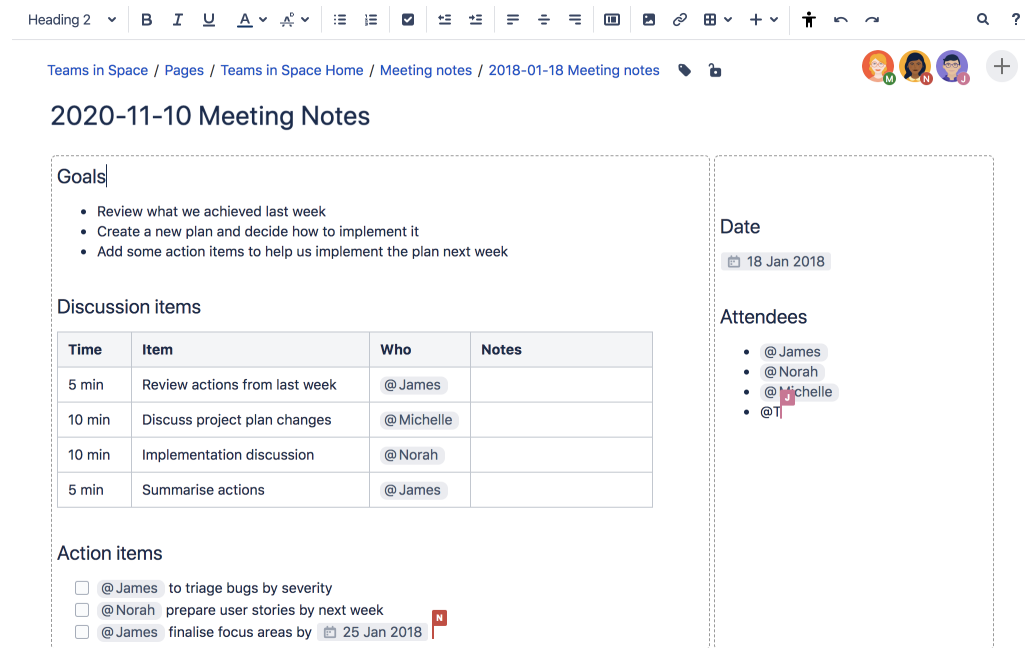 Heading 2 B I U A ?
Teams in Space / Pages / Teams in Space Home / Meeting notes / 2018-01-18 Meeting notes
M N J
2020-11-10 Meeting Notes
Goals
• Review what we achieved last week
• Create a new plan and decide how to implement it
• Add some action items to help us implement the plan next week
Discussion items
Time Item Who Notes
5 min Review actions from last week @James
10 min Discuss project plan changes @Michelle
10 min Implementation discussion @Norah
5 min Summarise actions @James
Action items
@James to triage bugs by severity
@Norah prepare user stories by next week
@James finalise focus areas by 25 Jan 2018 N
Date
18 Jan 2018
Attendees
• @James
• @Norah
• @Michelle
J
• @T